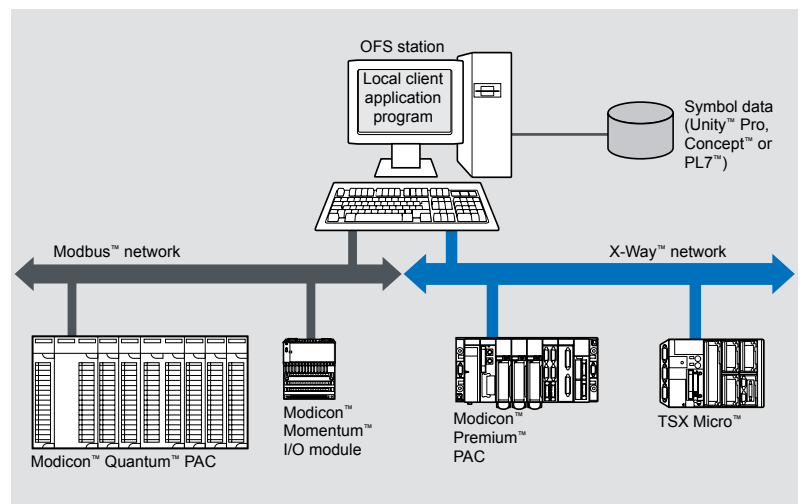 OFS station
Local client
application
program
Symbol data
(Unity™ Pro,
Concept™ or
PL7™)
Modbus™ network
X-Way™ network
Modicon™ Quantum™ PAC
Modicon™
Momentum™
I/O module
Modicon™
Premium™
PAC
TSX Micro™